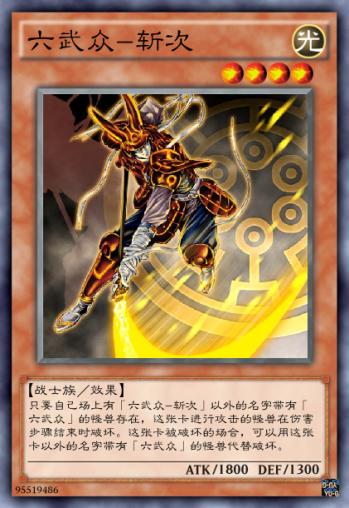 六武众-斩次
光
【战士族／效果】
只要自己场上有「六武众-斩次」以外的名字带有「
六武众」的怪兽存在，这张卡进行攻击的怪兽在伤害
步骤结束时破坏。这张卡被破坏的场合，可以用这张
卡以外的名字带有「六武众」的怪兽代替破坏。
ATK/1800 DEF/1300
95519486